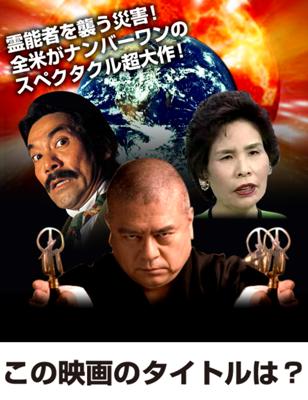 霊能者を襲う災害！
全米がナンバーワンの
スペクタクル超大作！
この映画のタイトルは？